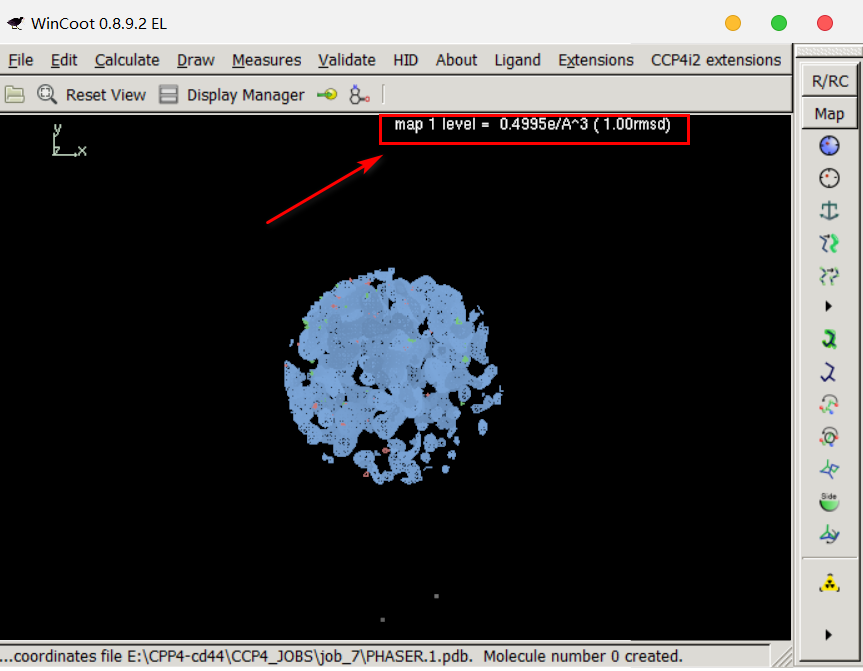 WinCoot 0.8.9.2 EL
File Edit Calculate Draw Measures Validate HID About Ligand Extensions CCP4i2 extensions
Reset View Display Manager
R/RC
Map
map 1 level = 0.4995e/A^3 ( 1.00rmsd)
y
z x
Side
...coordinates file E:\CPP4-cd44\CCP4_JOBS\job_7\PHASER.1.pdb. Molecule number 0 created.